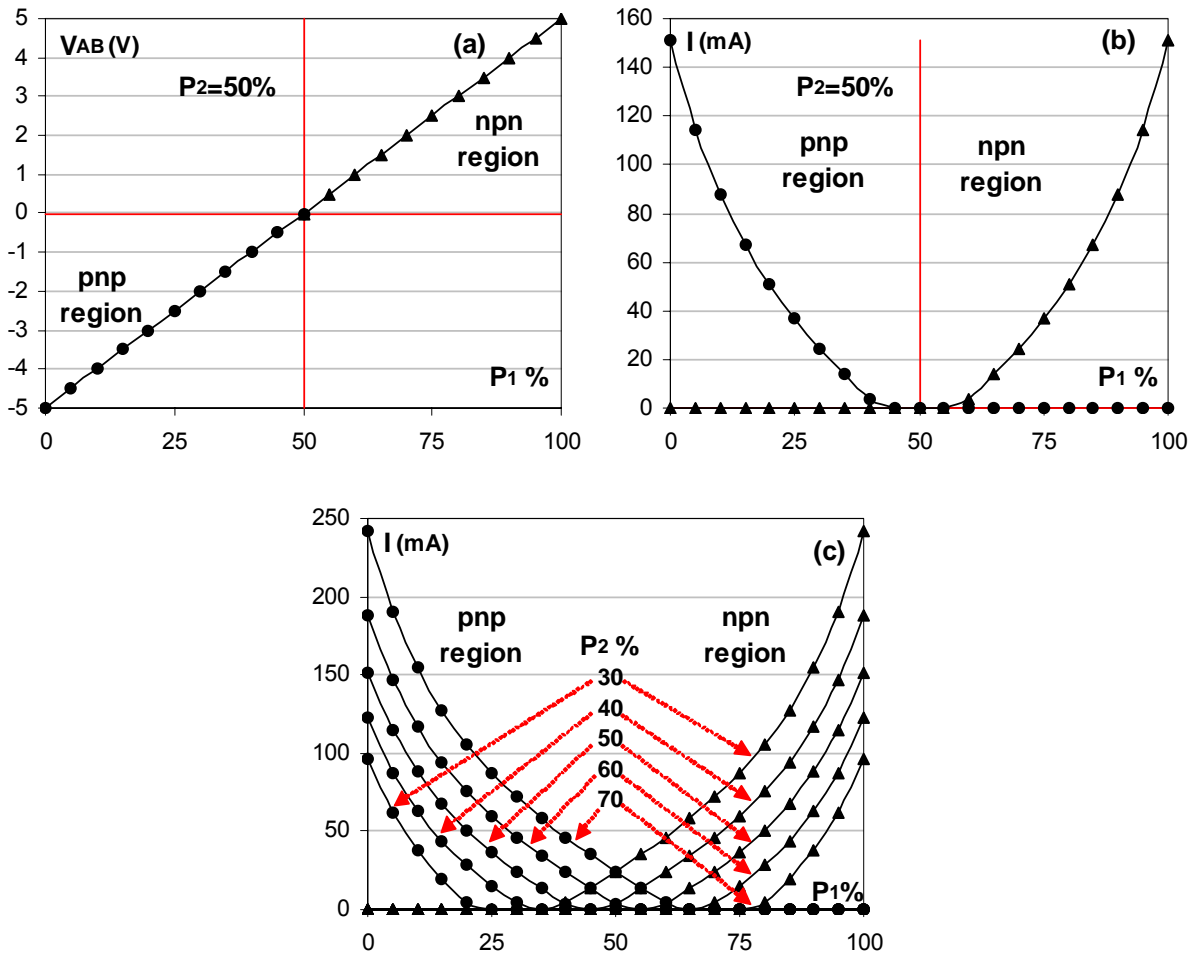 5
4
3
2
1
0
-1
-2
-3
-4
-5
VAB (V)
(a)
P2=50%
npn
region
pnp
region
P1 %
0
25
50
75
100
160
140
120
100
80
60
40
20
0
I (mA)
(b)
P2=50%
pnp
region
npn
region
P1 %
0
25
50
75
100
250
200
150
100
50
0
I (mA)
(c)
pnp
region
npn
region
P2 %
30
40
50
60
70
P1%
0
25
50
75
100